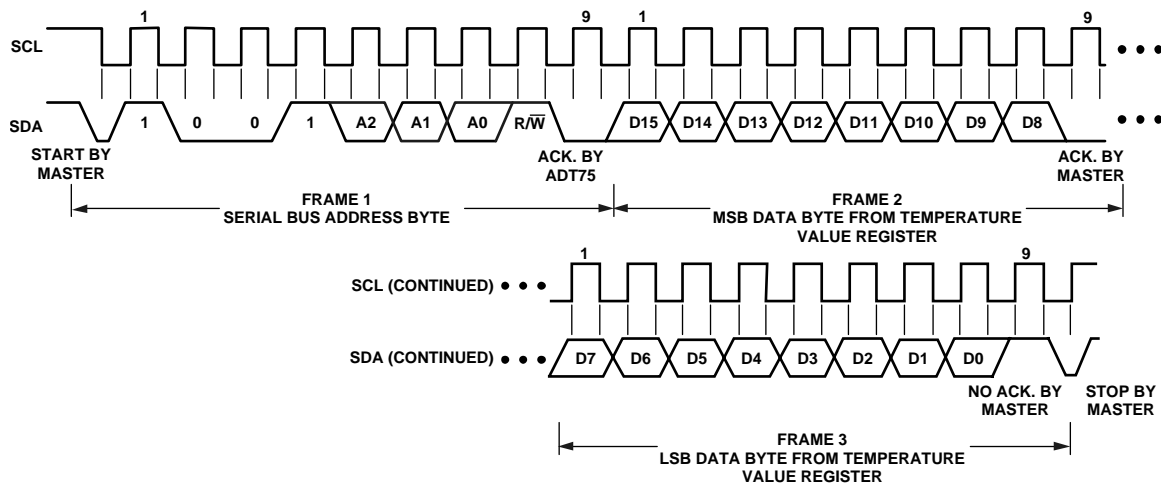 1 9 1 9
SCL
SDA
1 0 0 1 A2 A1 A0 R/W̅ D15 D14 D13 D12 D11 D10 D9 D8
START BY
MASTER
ACK. BY
ADT75
ACK. BY
MASTER
FRAME 1
SERIAL BUS ADDRESS BYTE
FRAME 2
MSB DATA BYTE FROM TEMPERATURE
VALUE REGISTER
1 9
SCL (CONTINUED)
SDA (CONTINUED)
D7 D6 D5 D4 D3 D2 D1 D0
NO ACK. BY
MASTER
STOP BY
MASTER
FRAME 3
LSB DATA BYTE FROM TEMPERATURE
VALUE REGISTER